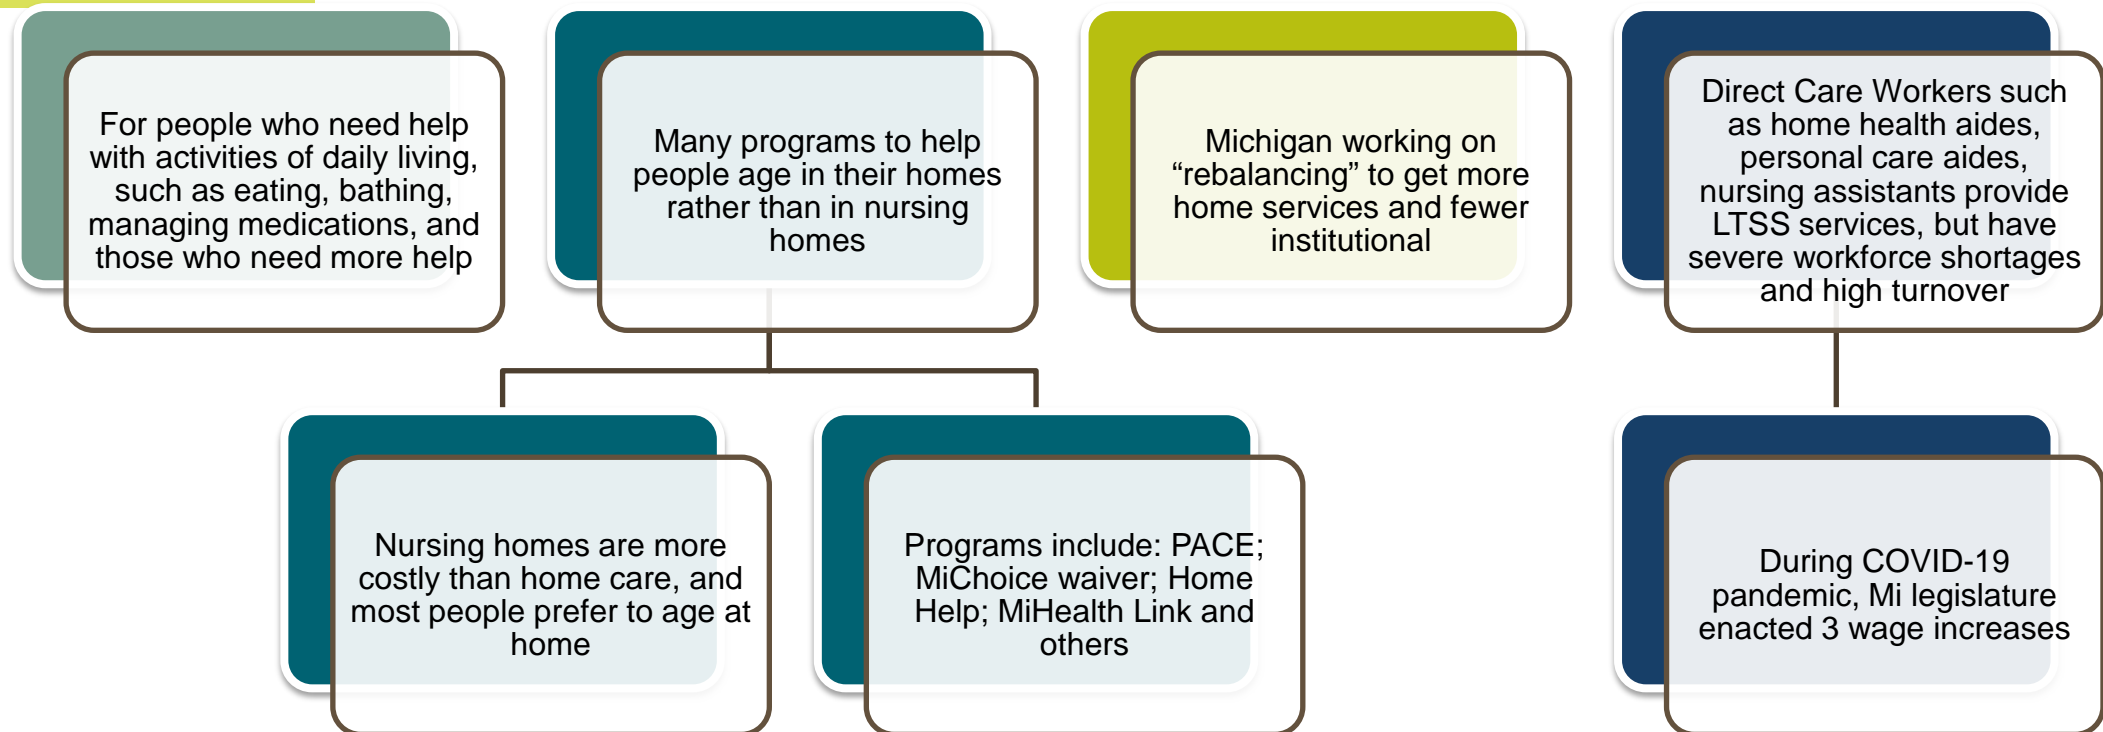 For people who need help
with activities of daily living,
such as eating, bathing,
managing medications, and
those who need more help
Many programs to help
people age in their homes
rather than in nursing
homes
Michigan working on
“rebalancing” to get more
home services and fewer
institutional
Direct Care Workers such
as home health aides,
personal care aides,
nursing assistants provide
LTSS services, but have
severe workforce shortages
and high turnover
Nursing homes are more
costly than home care, and
most people prefer to age at
home
Programs include: PACE;
MiChoice waiver; Home
Help; MiHealth Link and
others
During COVID-19
pandemic, Mi legislature
enacted 3 wage increases